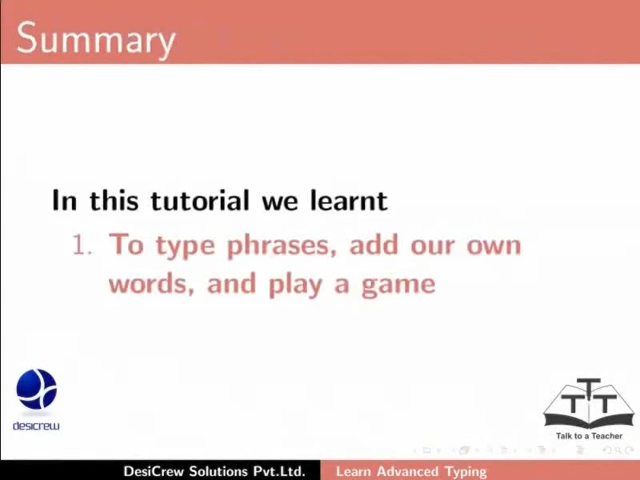 Summary
In this tutorial we learnt
1. To type phrases, add our own
words, and play a game
desicrew
T T T
Talk to a Teacher
DesiCrew Solutions Pvt.Ltd.
Learn Advanced Typing